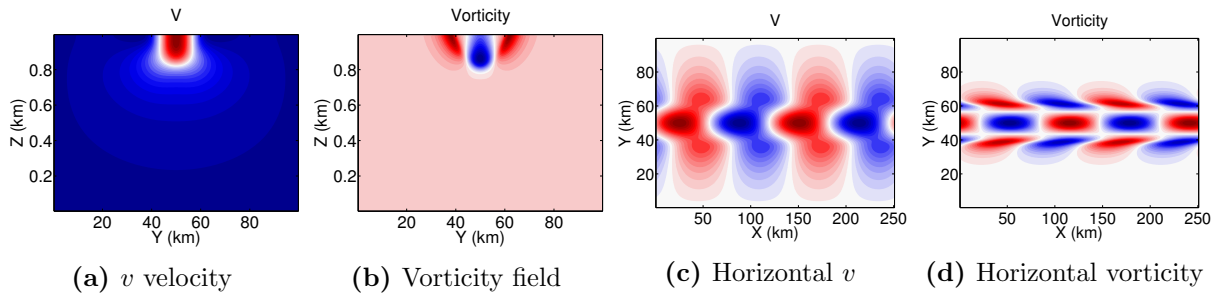 V
Z (km)
0.8
0.6
0.4
0.2
20
40
60
80
Y (km)
(a) v velocity
Vorticity
Z (km)
0.8
0.6
0.4
0.2
20
40
60
80
Y (km)
(b) Vorticity field
V
Y (km)
80
60
40
20
50
100
150
200
250
X (km)
(c) Horizontal v
Vorticity
Y (km)
80
60
40
20
50
100
150
200
250
X (km)
(d) Horizontal vorticity